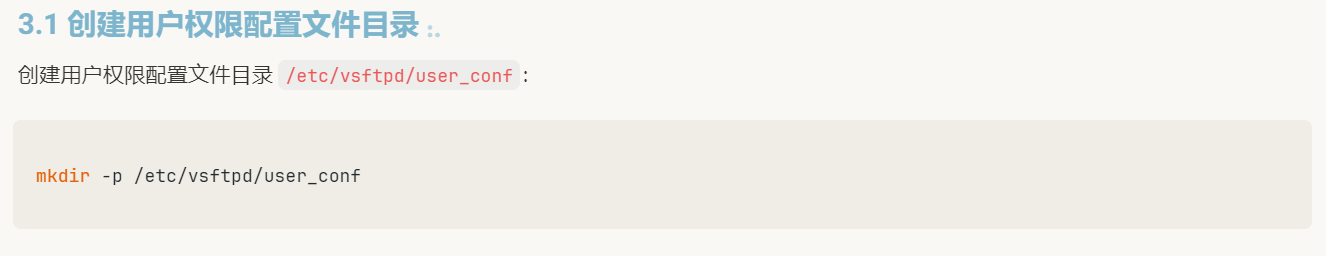 3.1 创建用户权限配置文件目录 :.
创建用户权限配置文件目录 /etc/vsftpd/user_conf:
mkdir -p /etc/vsftpd/user_conf